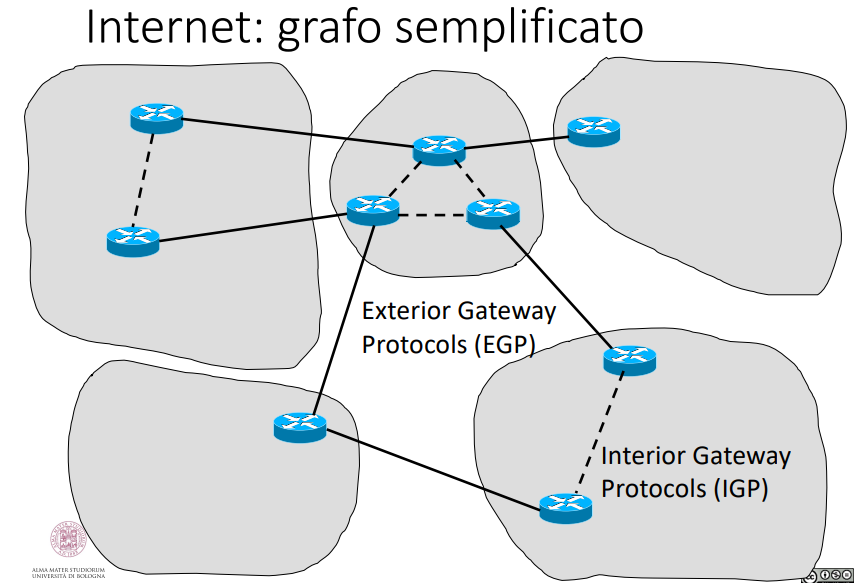 Internet: grafo semplificato
Exterior Gateway
Protocols (EGP)
Interior Gateway
Protocols (IGP)
ALMA MATER STUDIORUM
UNIVERSITÀ DI BOLOGNA